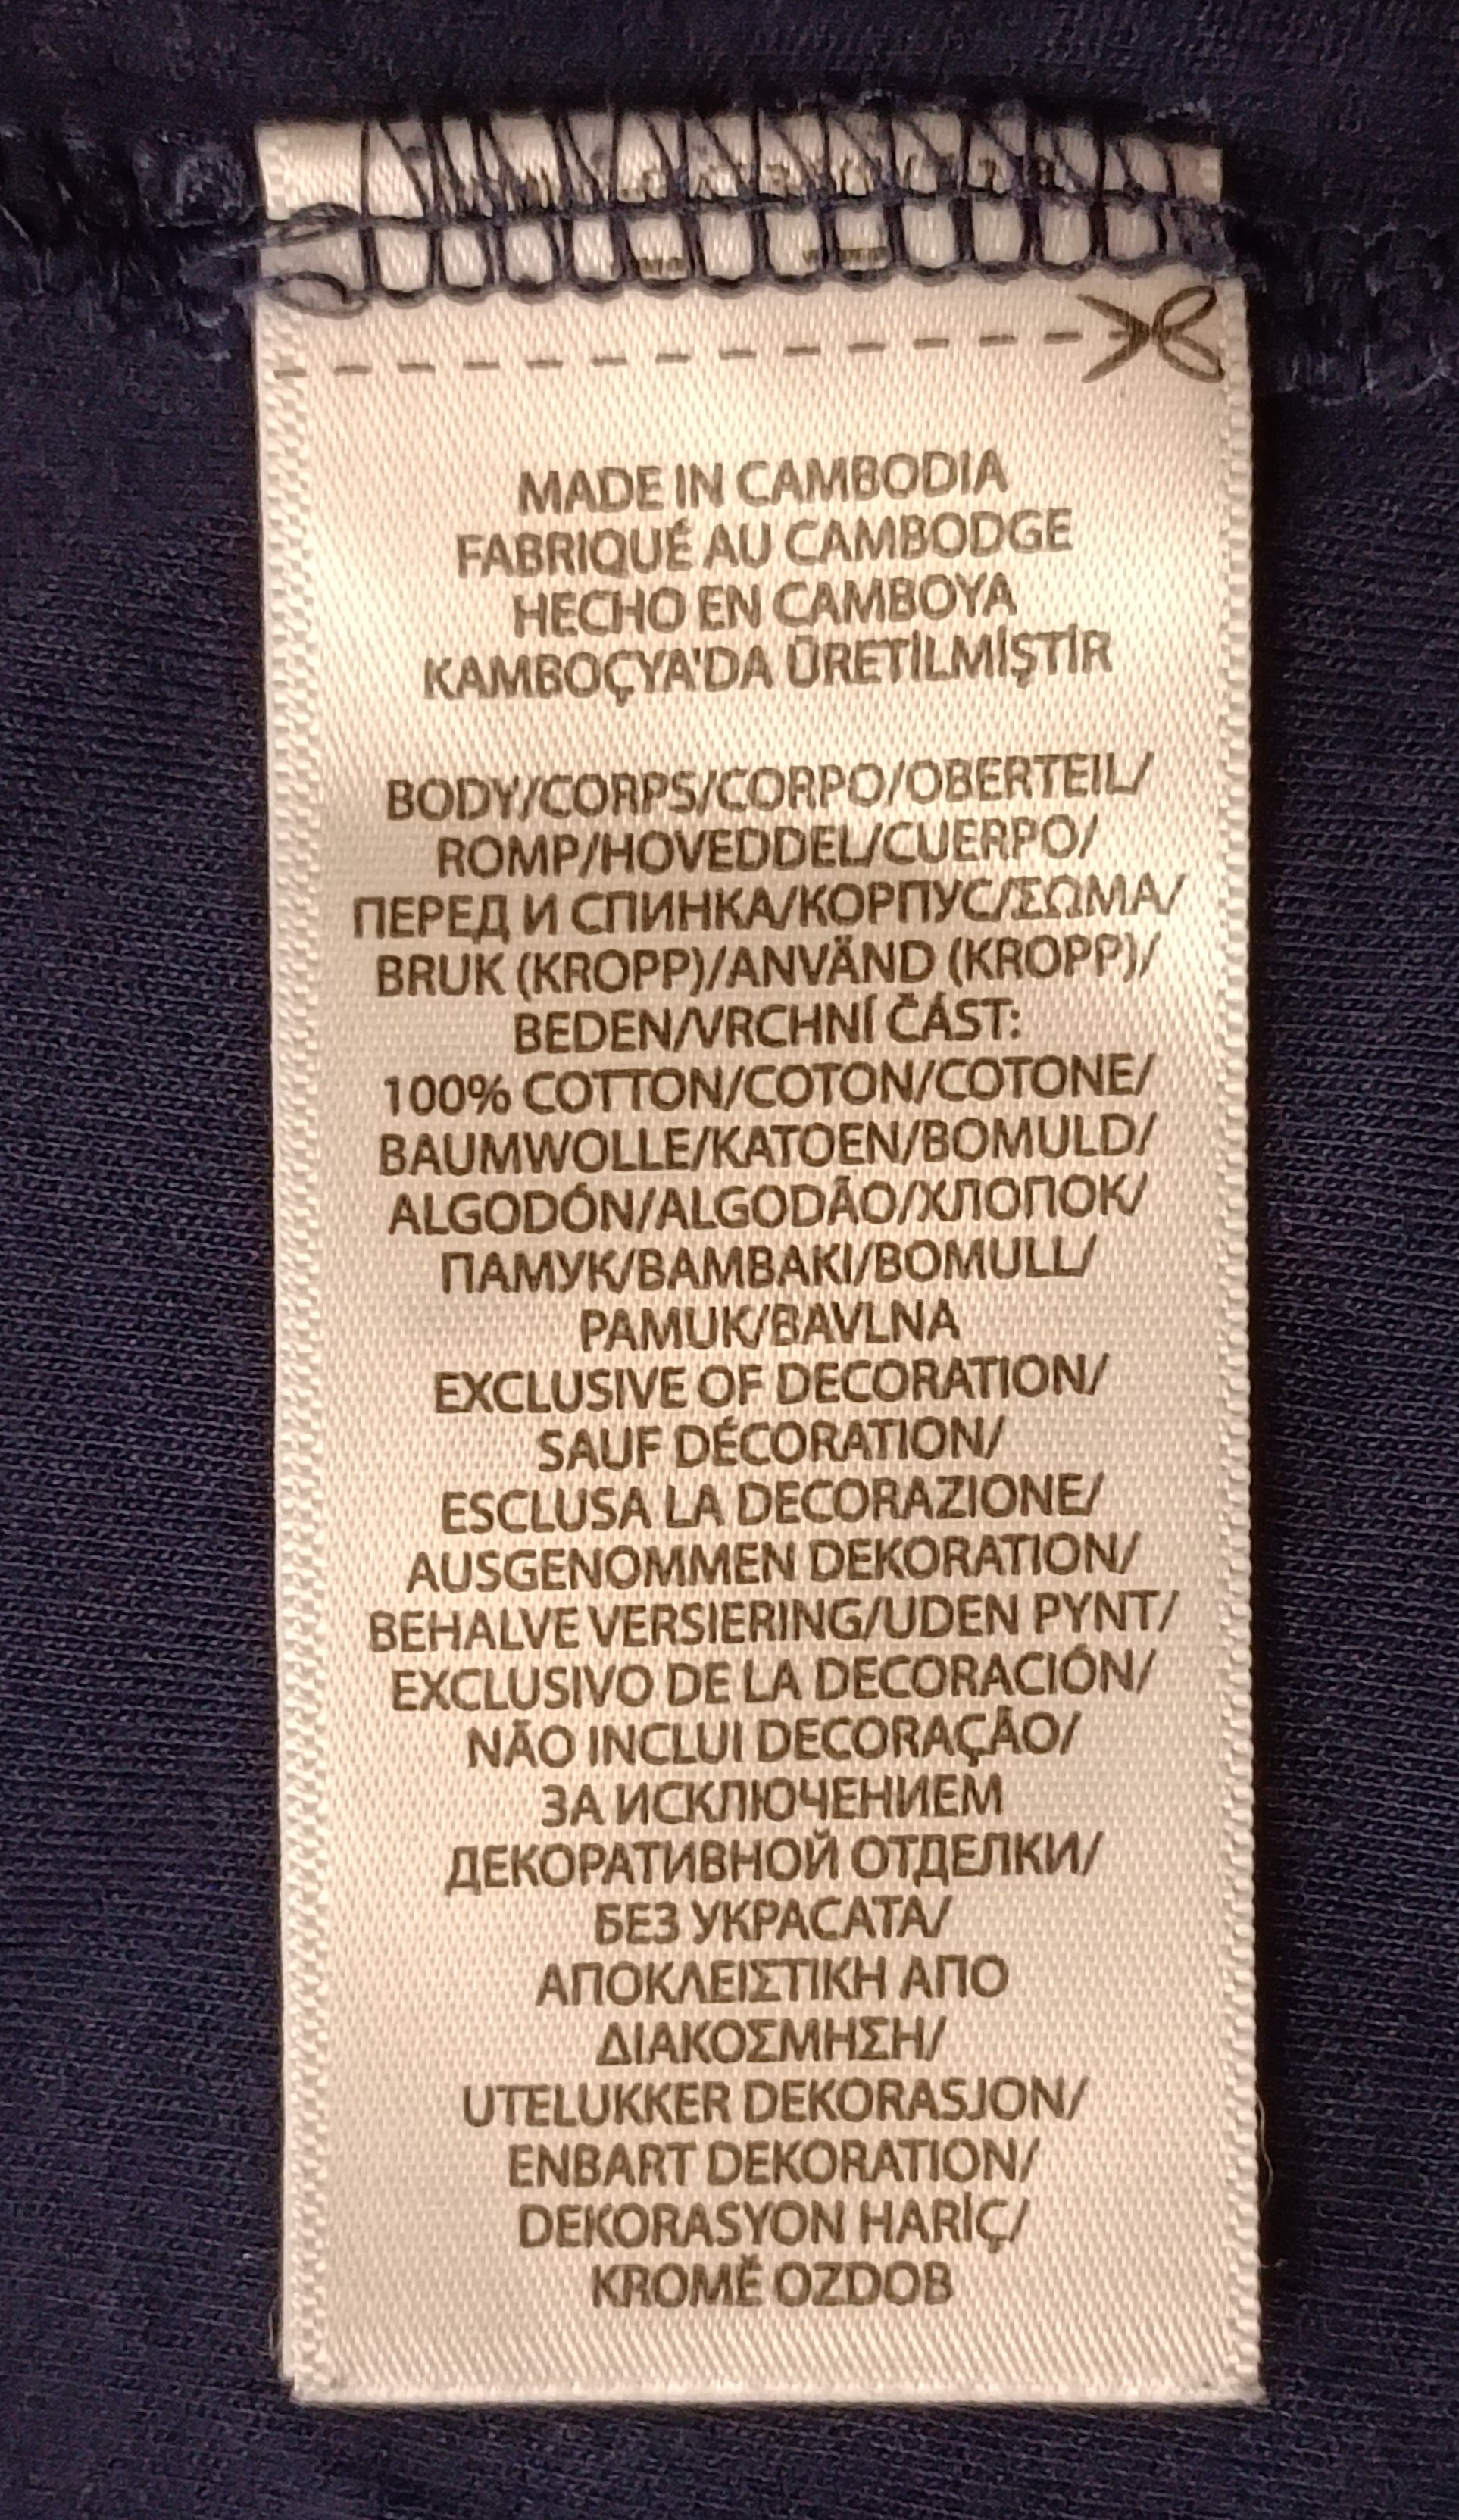 MADE IN CAMBODIA
FABRIQUÉ AU CAMBODGE
HECHO EN CAMBOYA
KAMBOÇYA'DA ÜRETİLMİŞTİR
BODY/CORPS/CORPO/OBERTEIL/
ROMP/HOVEDDEL/CUERPO/
ПЕРЕД И СПИНКА/КОРПУС/ΣΩΜΑ/
BRUK (KROPP)/ANVÄND (KROPP)/
BEDEN/VRCHNÍ ČÁST:
100% COTTON/COTON/COTONE/
BAUMWOLLE/KATOEN/BOMULD/
ALGODÓN/ALGODÃO/ХЛОПОК/
ПАМУК/ΒΑΜΒΑΚΙ/BOMULL/
PAMUK/BAVLNA
EXCLUSIVE OF DECORATION/
SAUF DÉCORATION/
ESCLUSA LA DECORAZIONE/
AUSGENOMMEN DEKORATION/
BEHALVE VERSIERING/UDEN PYNT/
EXCLUSIVO DE LA DECORACIÓN/
NÃO INCLUI DECORAÇÃO/
ЗА ИСКЛЮЧЕНИЕМ
ДЕКОРАТИВНОЙ ОТДЕЛКИ/
БЕЗ УКРАСАТА/
ΑΠΟΚΛΕΙΣΤΙΚΗ ΑΠΟ
ΔΙΑΚΟΣΜΗΣΗ/
UTELUKKER DEKORASJON/
ENBART DEKORATION/
DEKORASYON HARİÇ/
KROMĚ OZDOB